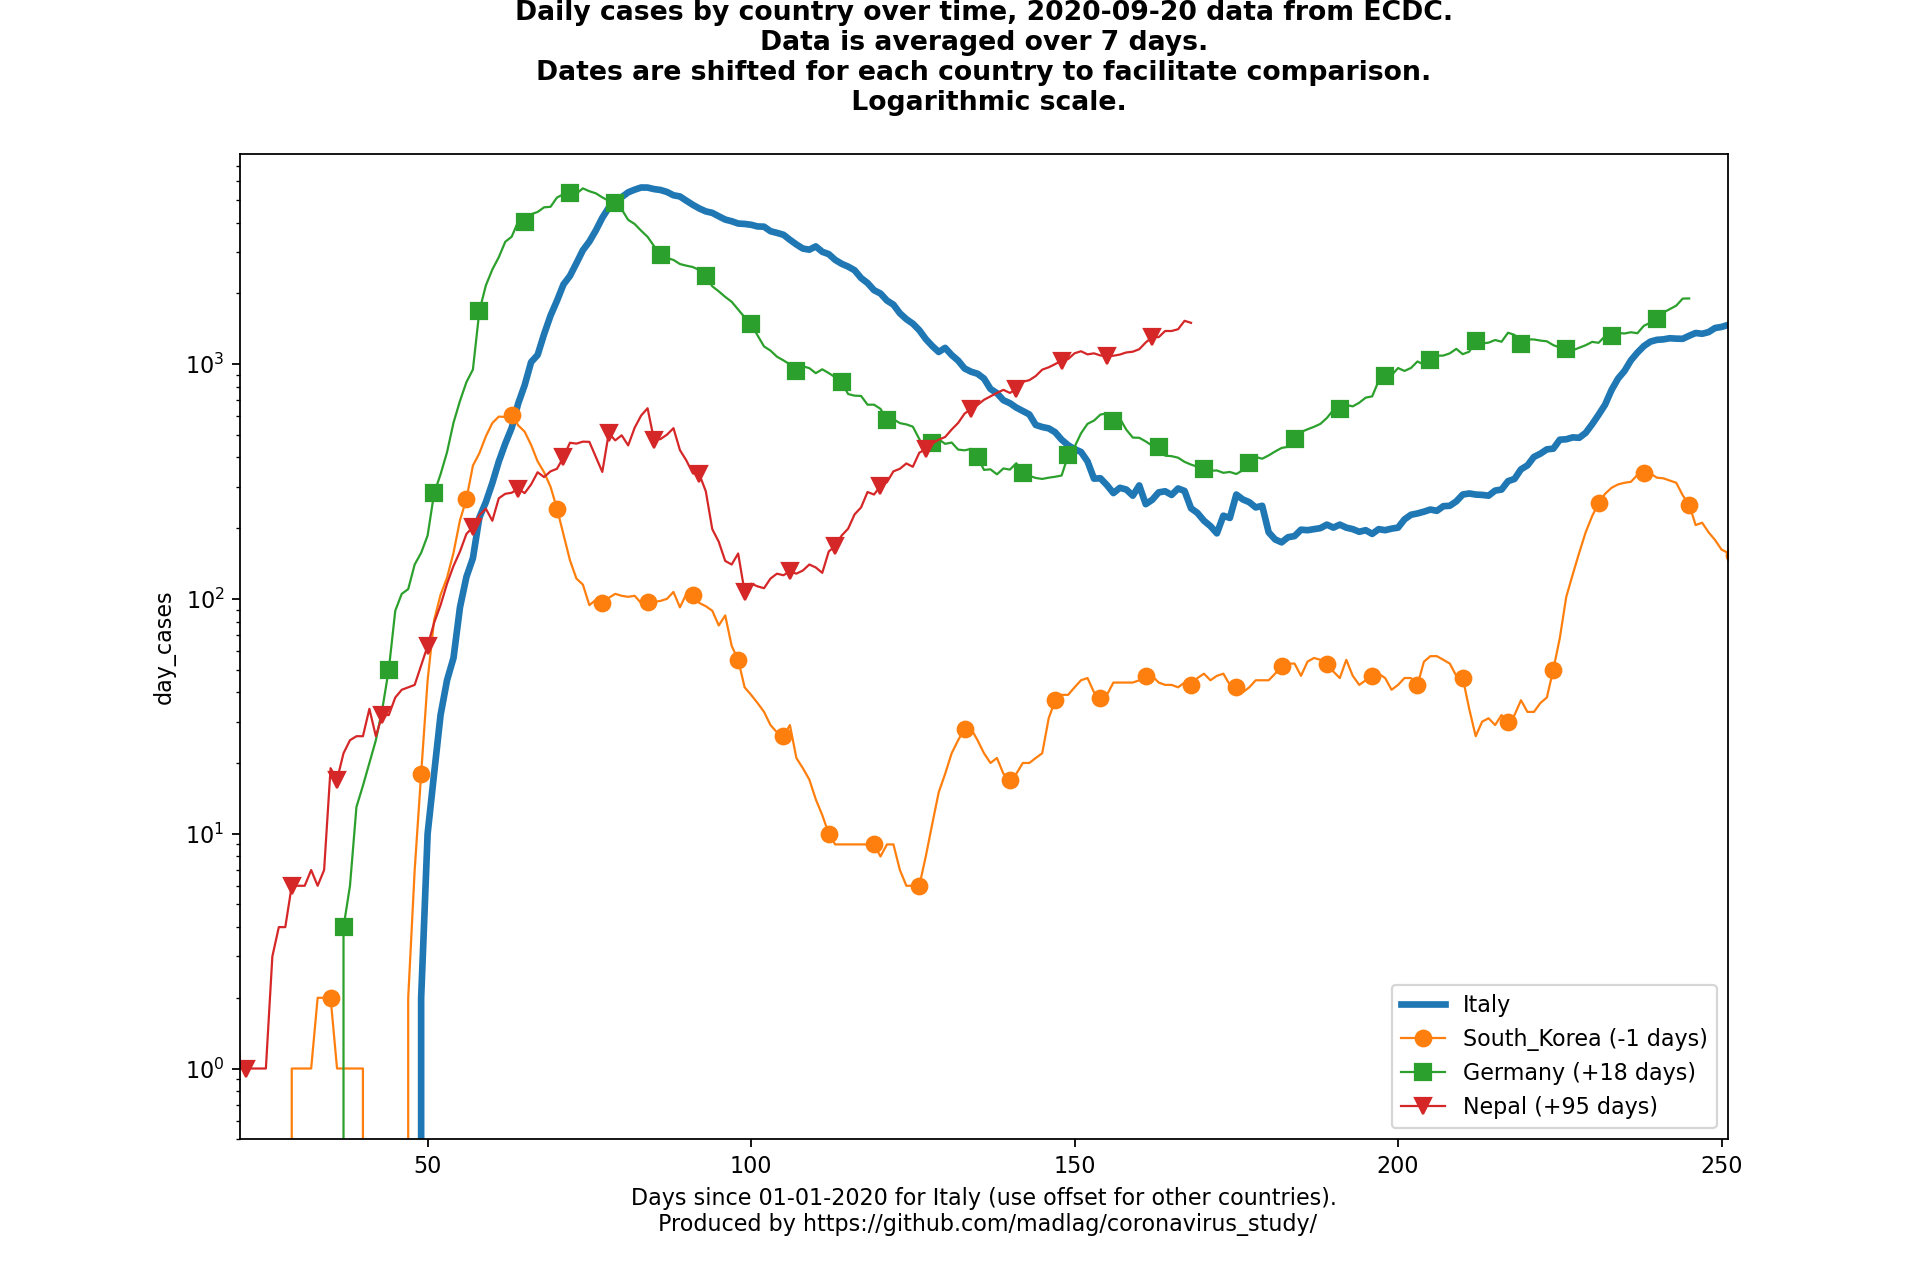 Daily cases by country over time, 2020-09-20 data from ECDC.
Data is averaged over 7 days.
Dates are shifted for each country to facilitate comparison.
Logarithmic scale.
10³
10²
10¹
10⁰
day_cases
Italy
South_Korea (-1 days)
Germany (+18 days)
Nepal (+95 days)
50
100
150
200
250
Days since 01-01-2020 for Italy (use offset for other countries).
Produced by https://github.com/madlag/coronavirus_study/